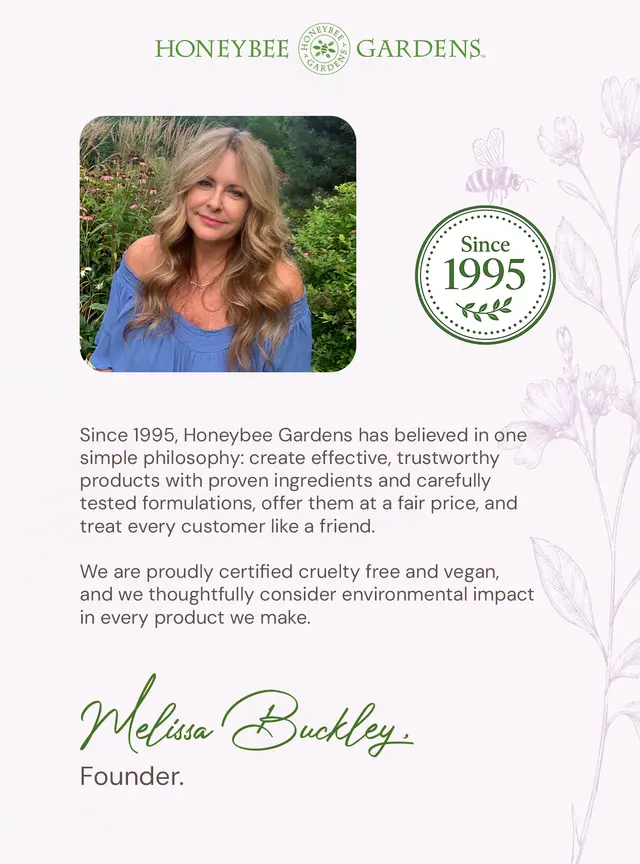 HONEYBEE GARDENS™
HONEYBEE GARDENS
Since
1995
Since 1995, Honeybee Gardens has believed in one
simple philosophy: create effective, trustworthy
products with proven ingredients and carefully
tested formulations, offer them at a fair price, and
treat every customer like a friend.
We are proudly certified cruelty free and vegan,
and we thoughtfully consider environmental impact
in every product we make.
Melissa Buckley.
Founder.